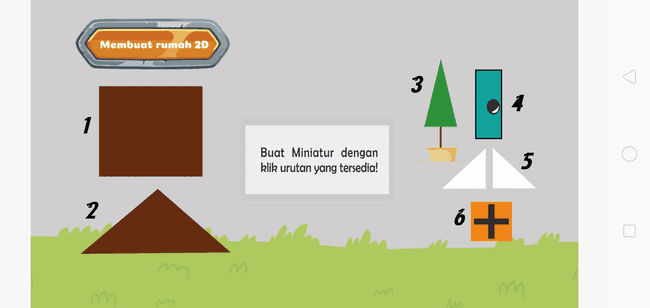 Membuat rumah 2D
1
2
Buat Miniatur dengan
klik urutan yang tersedia!
3
4
5
6